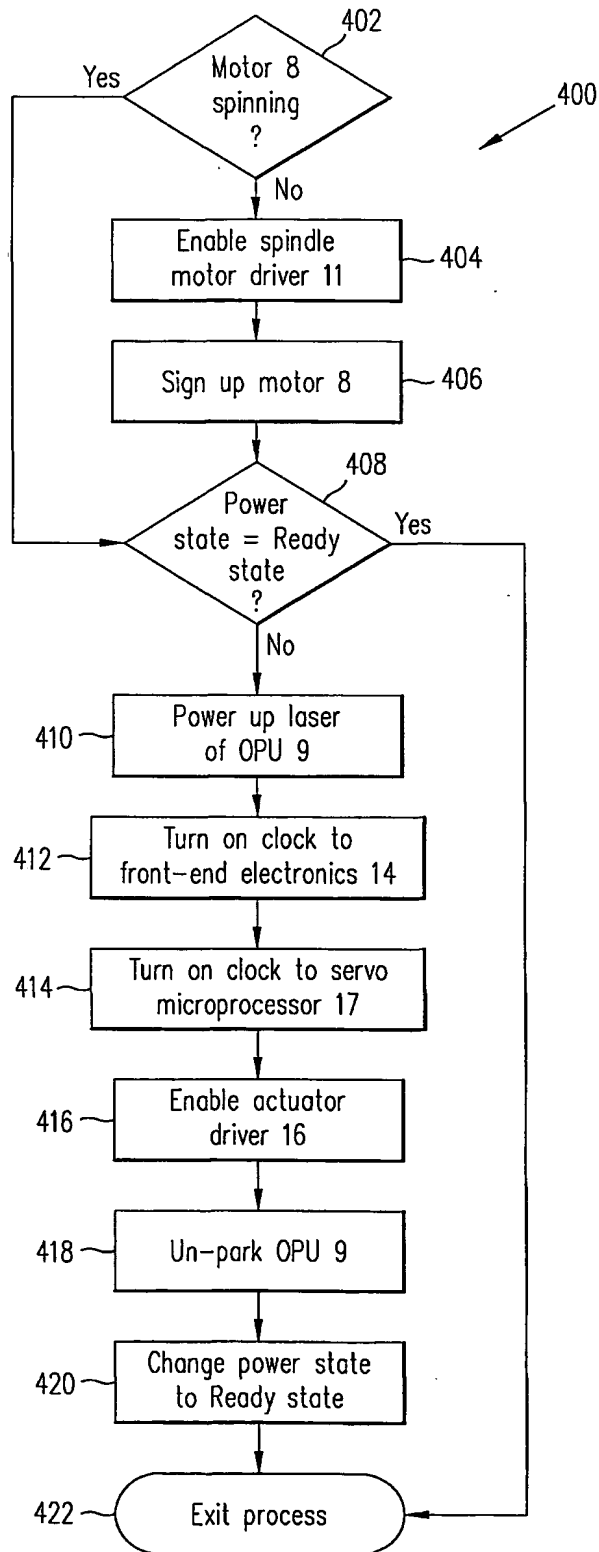 402
Yes
Motor 8
spinning
?
400
No
Enable spindle
motor driver 11
404
Sign up motor 8
406
408
Power
state = Ready
state
?
Yes
No
410
Power up laser
of OPU 9
412
Turn on clock to
front-end electronics 14
414
Turn on clock to servo
microprocessor 17
416
Enable actuator
driver 16
418
Un-park OPU 9
420
Change power state
to Ready state
422
Exit process